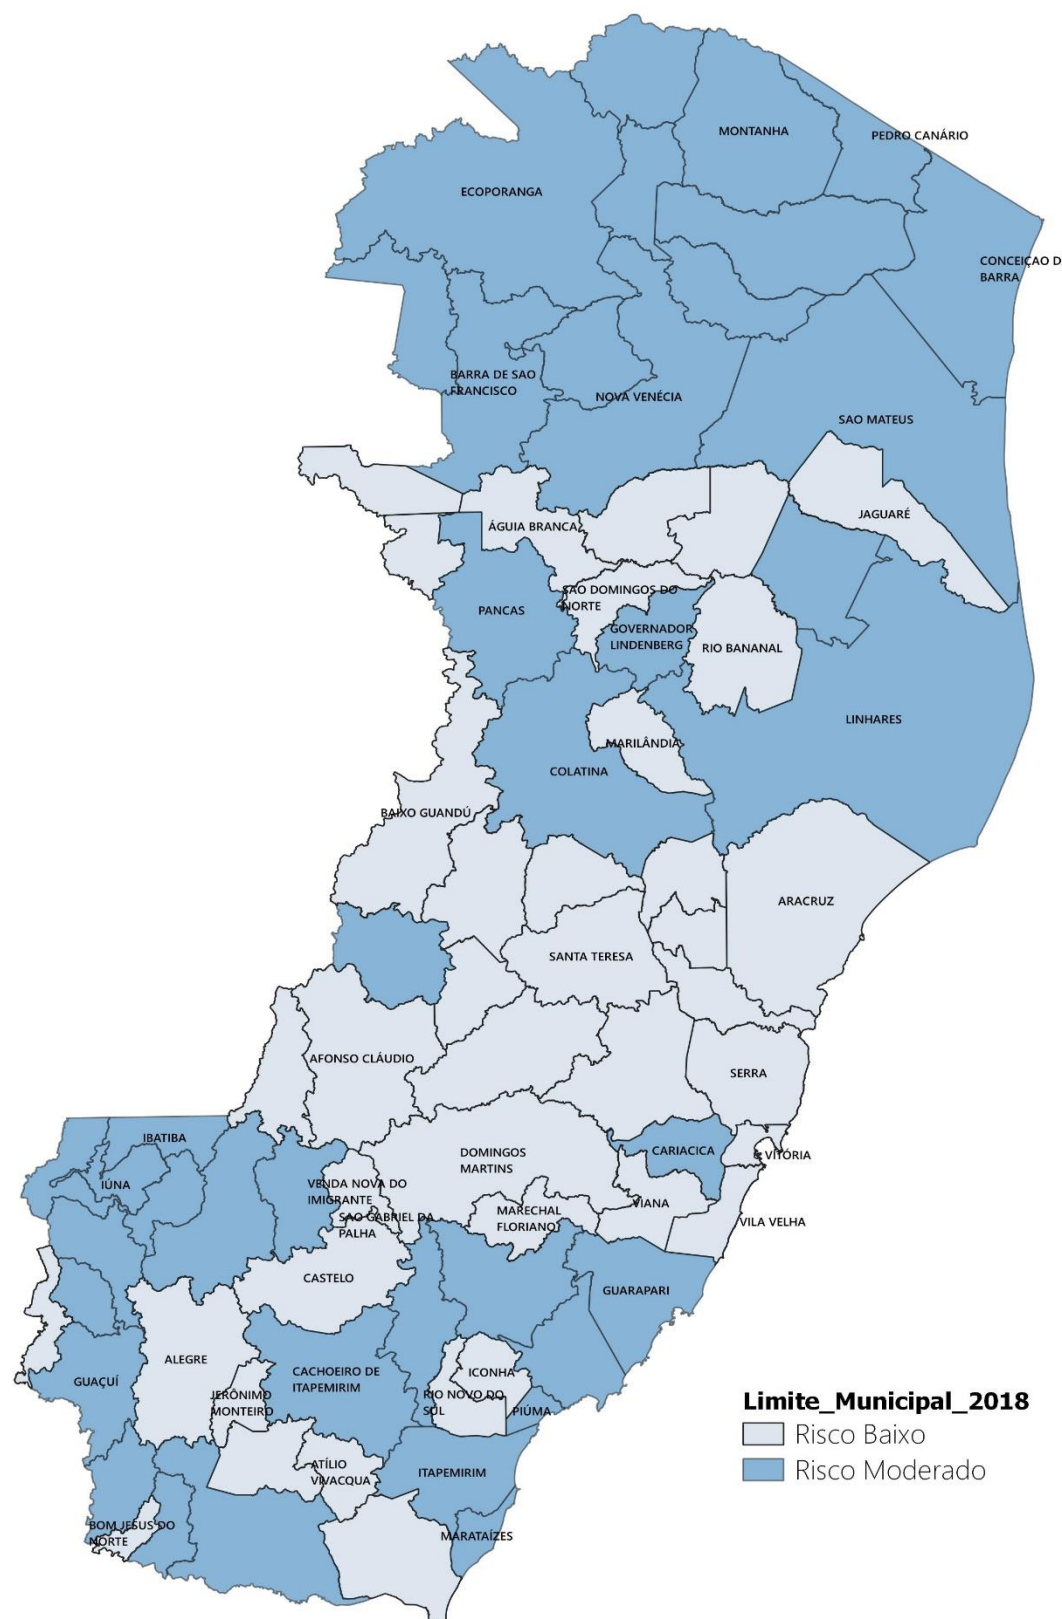 MONTANHA
PEDRO CANÁRIO
ECOPORANGA
CONCEIÇAO D
BARRA
BARRA DE SAO
FRANCISCO
NOVA VENÉCIA
SAO MATEUS
JAGUARÉ
ÁGUIA BRANCA
SAO DOMINGOS DO
NORTE
PANCAS
GOVERNADOR
LINDENBERG
RIO BANANAL
LINHARES
MARILÂNDIA
COLATINA
BAIXO GUANDÚ
ARACRUZ
SANTA TERESA
AFONSO CLÁUDIO
SERRA
IBATIBA
CARIACICA
VITÓRIA
DOMINGOS
MARTINS
IÚNA
VENDA NOVA DO
IMIGRANTE
VIANA
MARECHAL
FLORIANO
SAO GABRIEL DA
PALHA
VILA VELHA
CASTELO
GUARAPARI
ALEGRE
GUAÇUÍ
CACHOEIRO DE
ITAPEMIRIM
ICONHA
JERÔNIMO
MONTEIRO
RIO NOVO DO
SUL
PIÚMA
Limite_Municipal_2018
Risco Baixo
Risco Moderado
ATÍLIO
VIVACQUA
ITAPEMIRIM
BOM JESUS DO
NORTE
MARATAÍZES